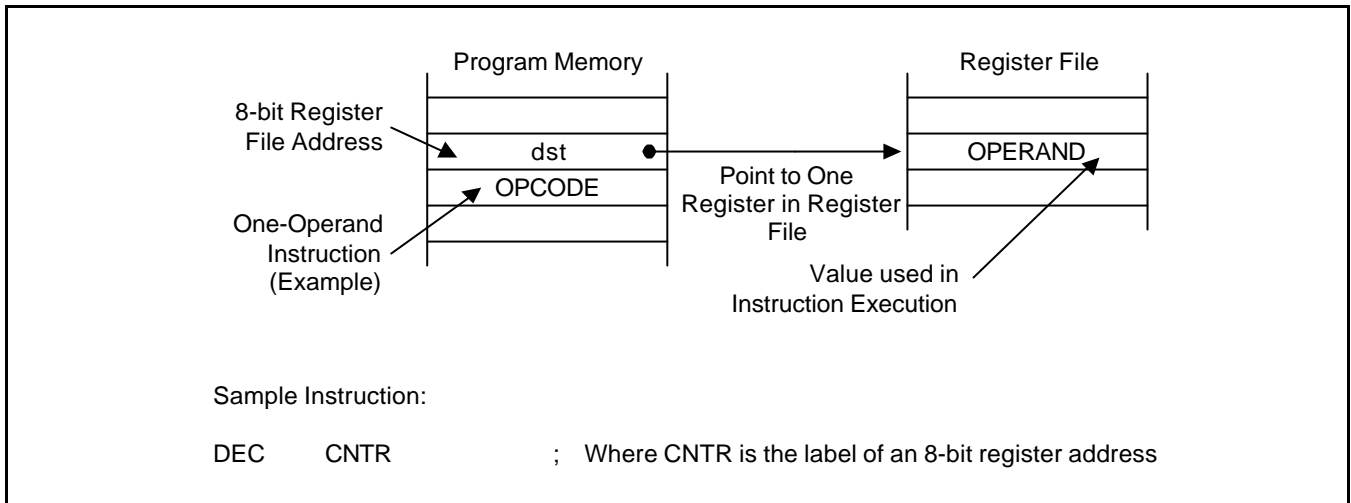 Program Memory
Register File
8-bit Register
File Address
dst
OPERAND
OPCODE
Point to One
Register in Register
File
One-Operand
Instruction
(Example)
Value used in
Instruction Execution
Sample Instruction:
DEC CNTR ; Where CNTR is the label of an 8-bit register address